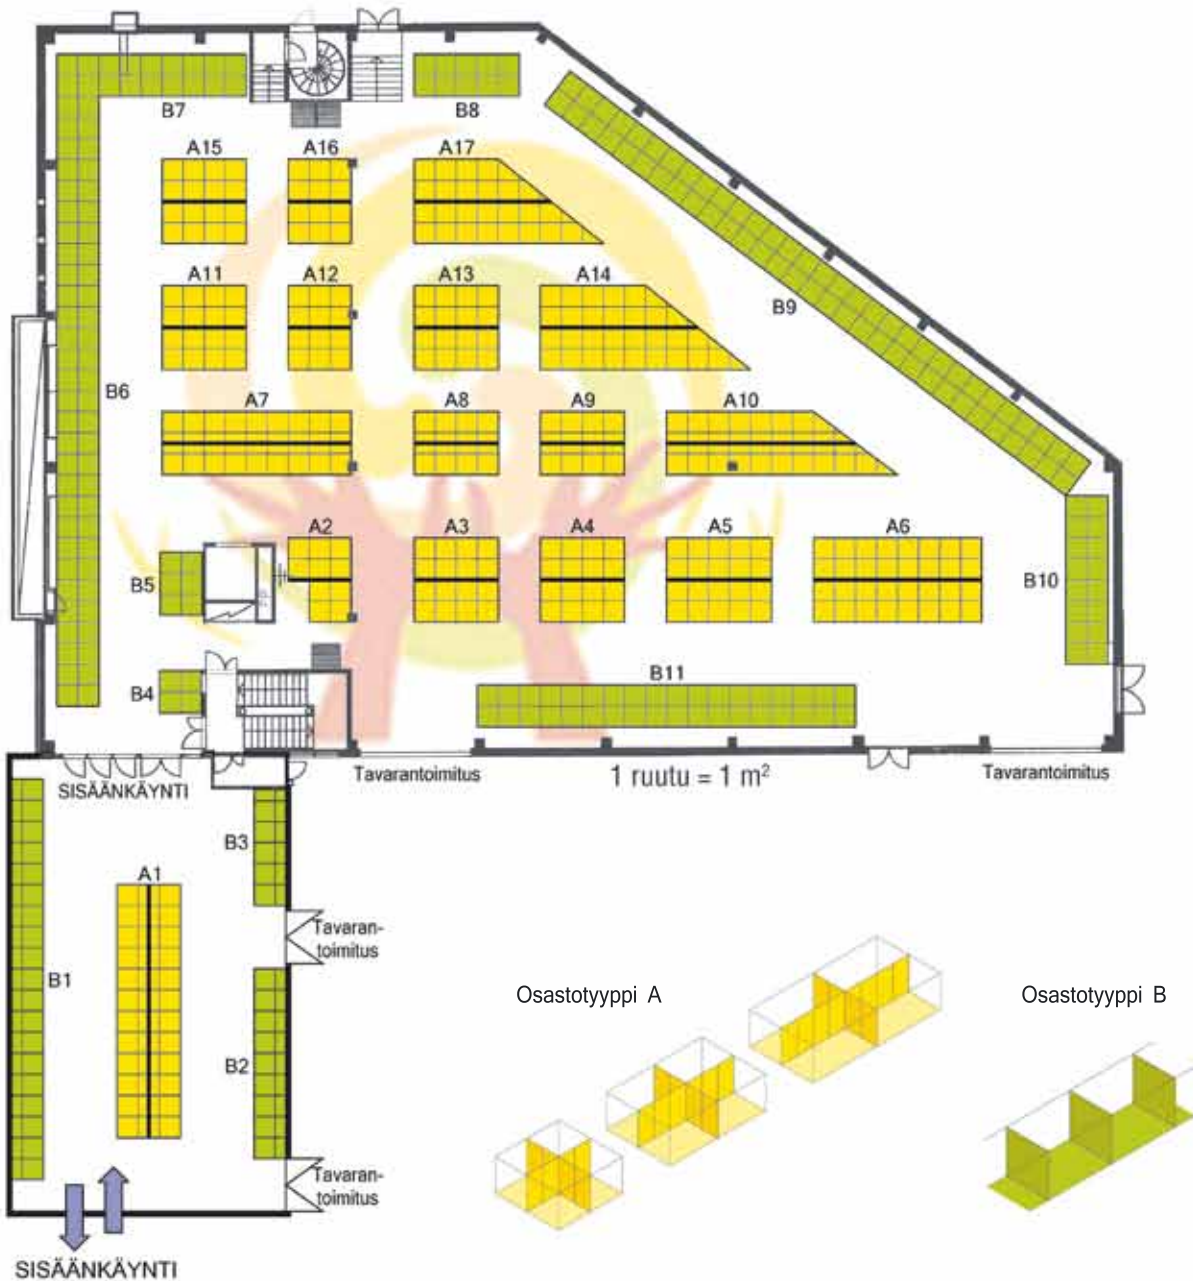 B7
B8
A15 A16 A17
A11 A12 A13 A14
B9
B6
A7 A8 A9 A10
A2 A3 A4 A5 A6
B5
B10
B4
B11
Tavarantoimitus
1 ruutu = 1 m²
Tavarantoimitus
SISÄÄNKÄYNTI
B3
A1
Tavaran-
toimitus
B1
Osastotyyppi A
Osastotyyppi B
B2
Tavaran-
toimitus
SISÄÄNKÄYNTI